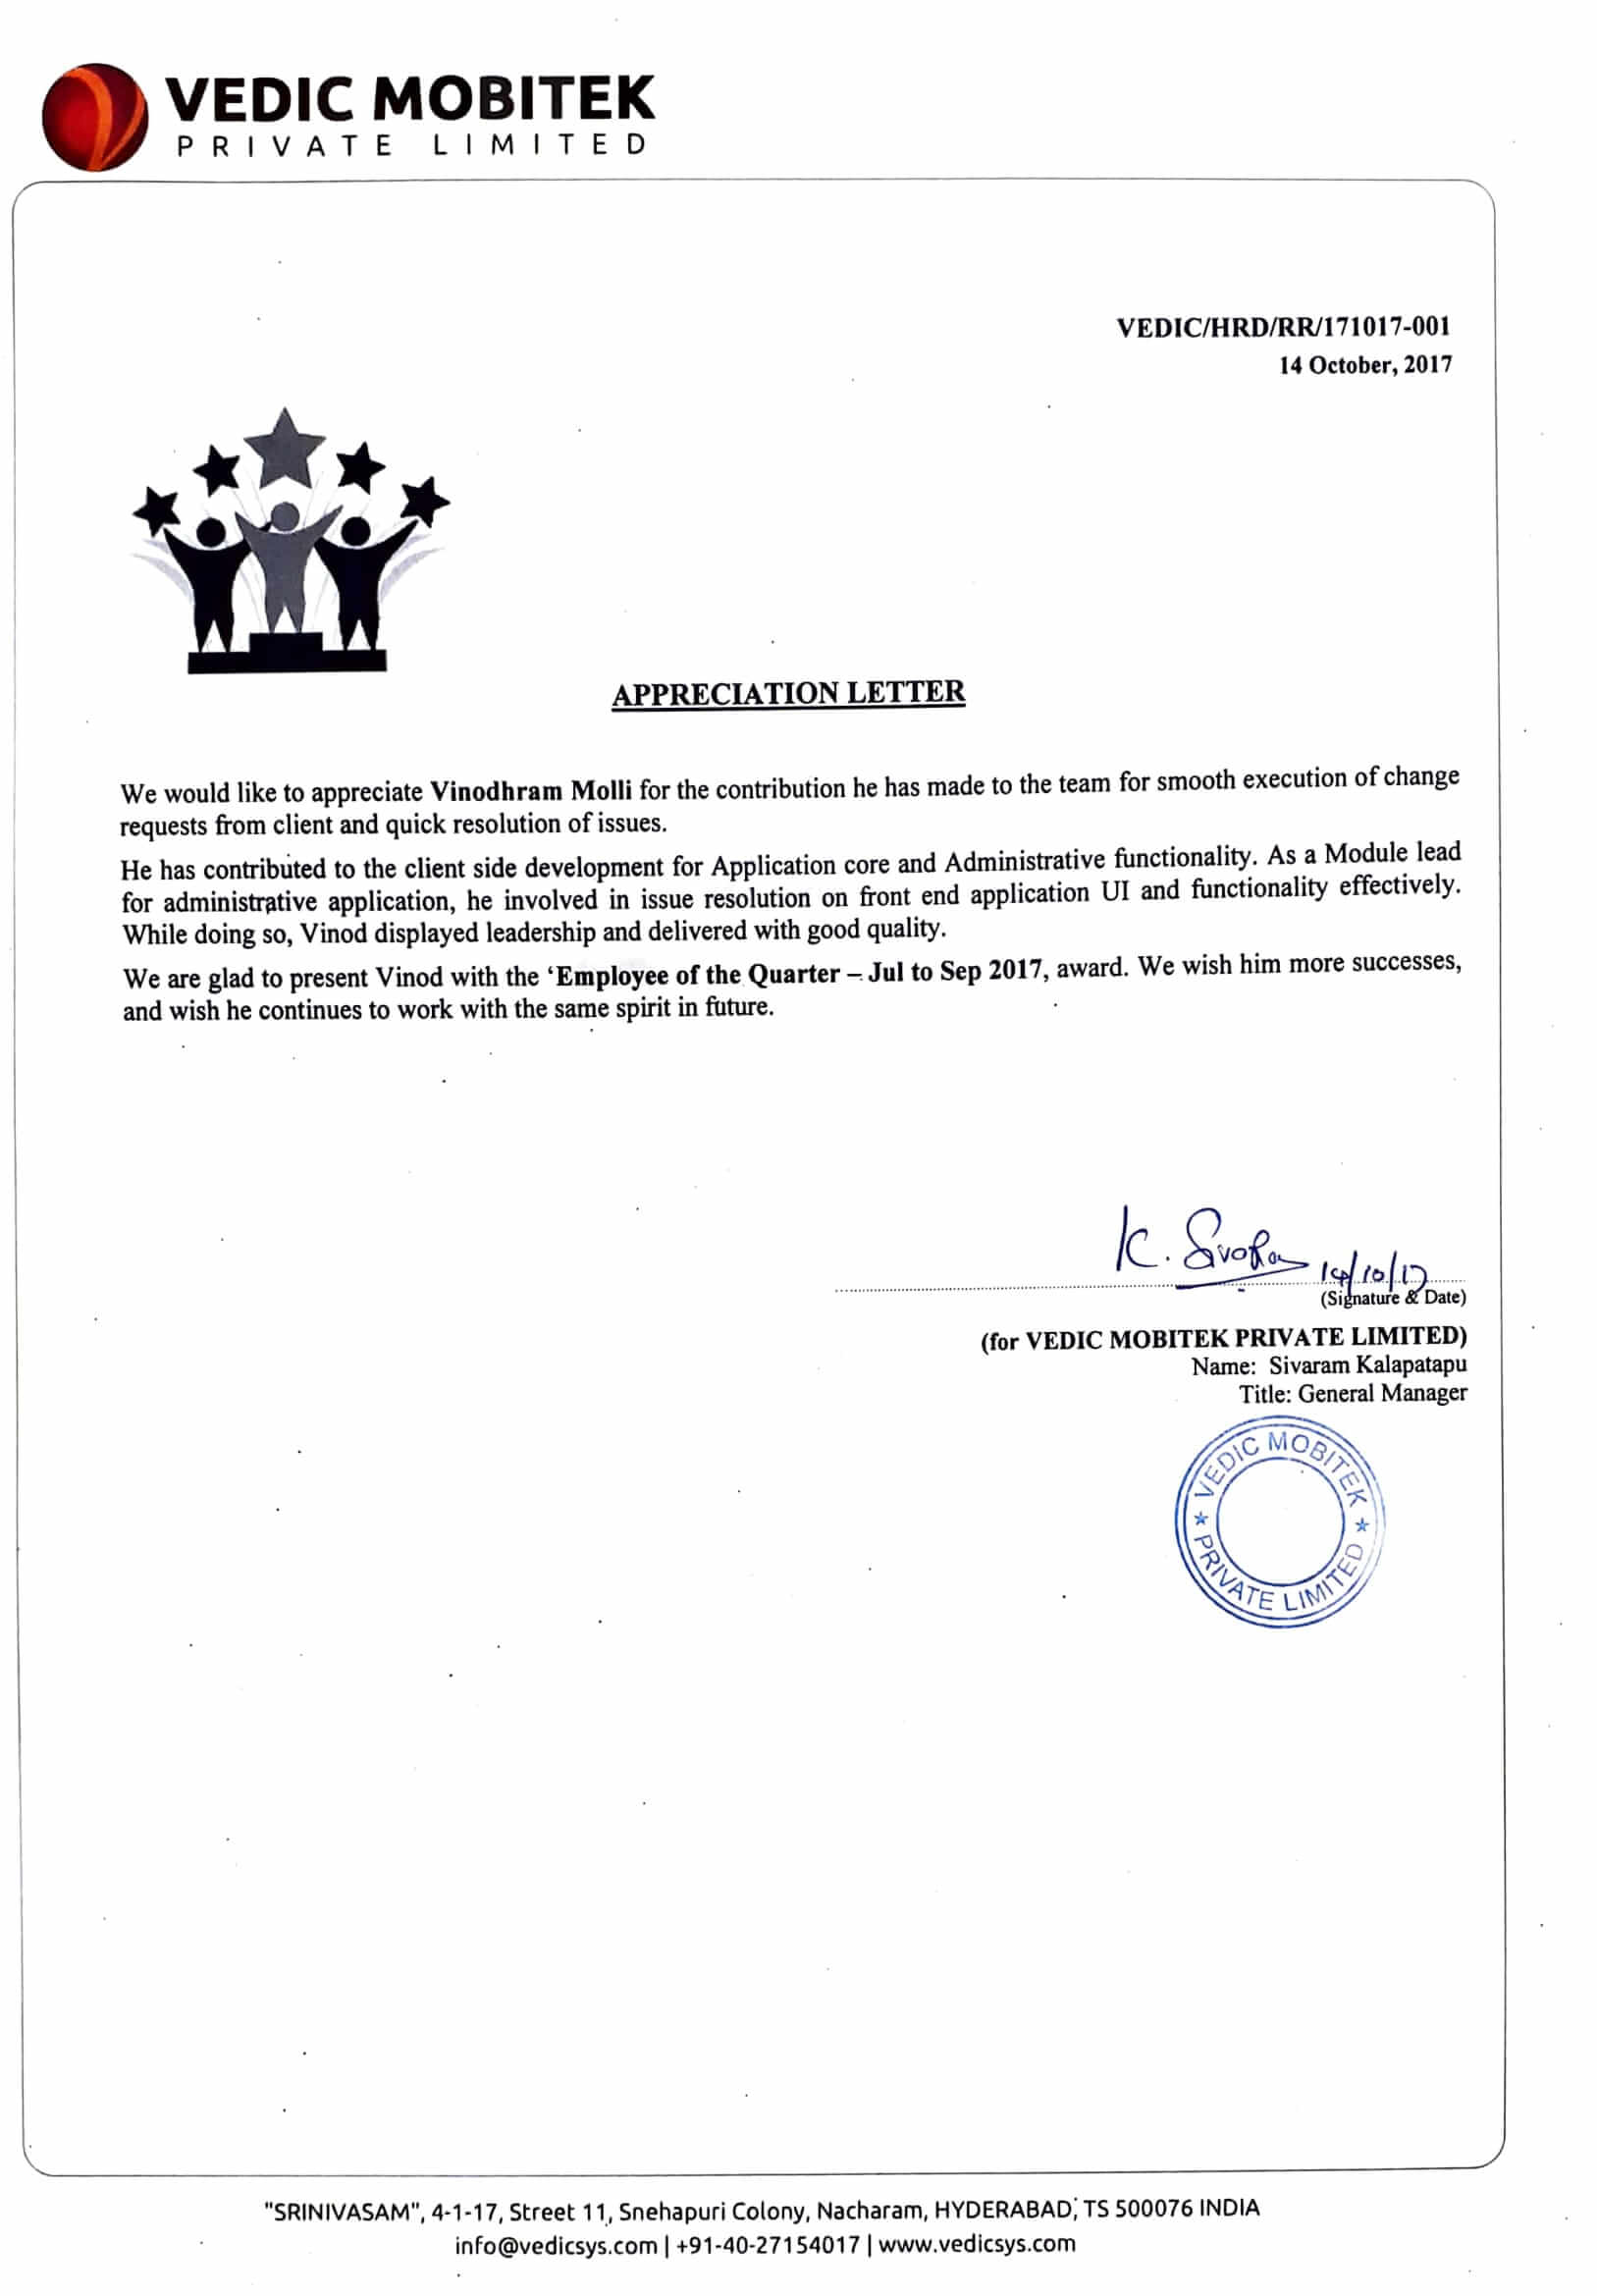 VEDIC MOBITEK
PRIVATE LIMITED
VEDIC/HRD/RR/171017-001
14 October, 2017
APPRECIATION LETTER
We would like to appreciate Vinodhram Molli for the contribution he has made to the team for smooth execution of change
requests from client and quick resolution of issues.
He has contributed to the client side development for Application core and Administrative functionality. As a Module lead
for administrative application, he involved in issue resolution on front end application UI and functionality effectively.
While doing so, Vinod displayed leadership and delivered with good quality.
We are glad to present Vinod with the ‘Employee of the Quarter – Jul to Sep 2017, award. We wish him more successes,
and wish he continues to work with the same spirit in future.
K. Sivaram 14/10/17
(Signature & Date)
(for VEDIC MOBITEK PRIVATE LIMITED)
Name: Sivaram Kalapatapu
Title: General Manager
VEDIC MOBITEK
* PRIVATE LIMITED *
"SRINIVASAM", 4-1-17, Street 11, Snehapuri Colony, Nacharam, HYDERABAD, TS 500076 INDIA
info@vedicsys.com | +91-40-27154017 | www.vedicsys.com